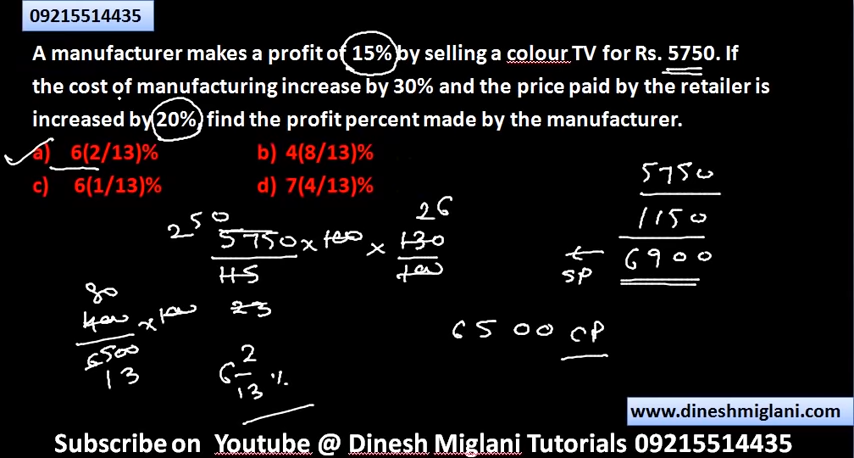 09215514435
A manufacturer makes a profit of 15% by selling a colour TV for Rs. 5750. If
the cost of manufacturing increase by 30% and the price paid by the retailer is
increased by 20%, find the profit percent made by the manufacturer.
a) 6(2/13)% b) 4(8/13)%
c) 6(1/13)% d) 7(4/13)%
5750
1150
6900
SP
250 26
5750 x 100 x 130
115 100
23
80
400 x 100
6500
13
6 2/13 %
6500 CP
www.dineshmiglani.com
Subscribe on Youtube @ Dinesh Miglani Tutorials 09215514435